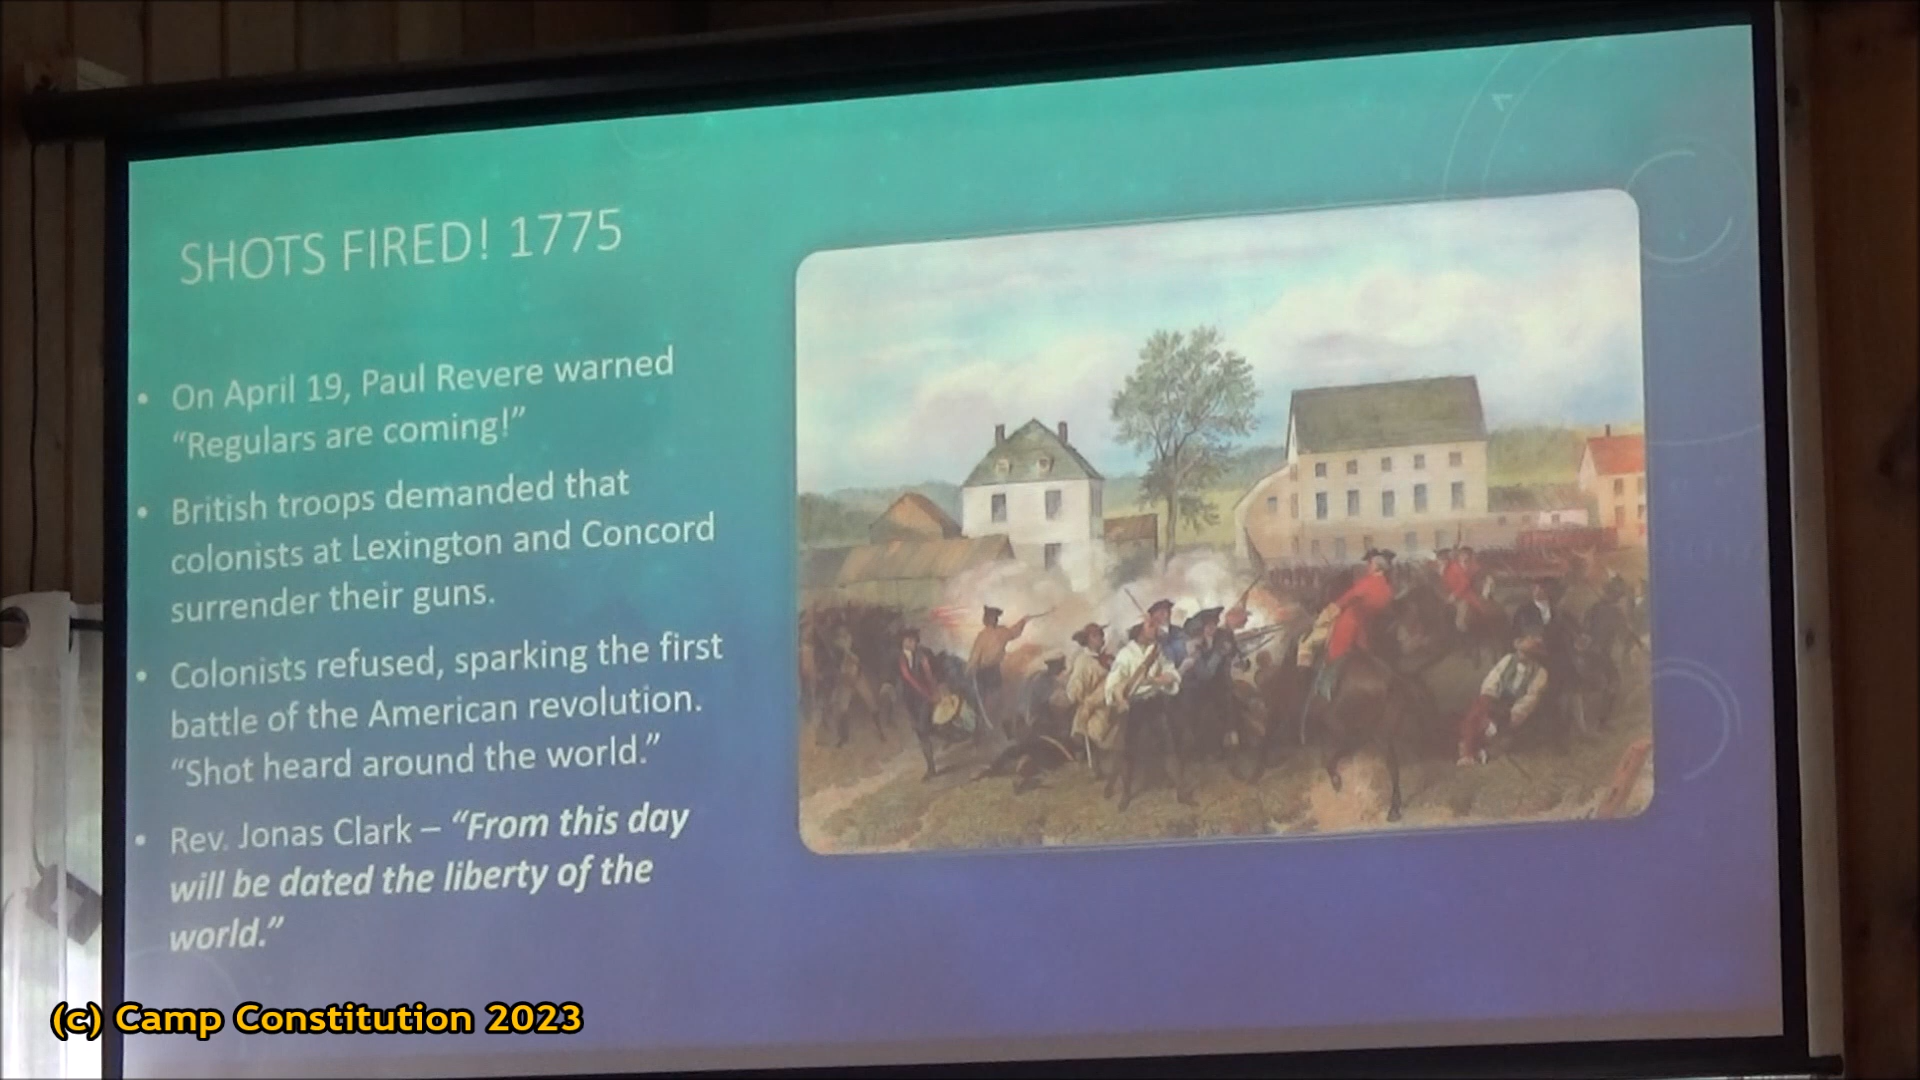 SHOTS FIRED! 1775
• On April 19, Paul Revere warned
“Regulars are coming!”
• British troops demanded that
colonists at Lexington and Concord
surrender their guns.
• Colonists refused, sparking the first
battle of the American revolution.
“Shot heard around the world.”
• Rev. Jonas Clark – “From this day
will be dated the liberty of the
world.”
(c) Camp Constitution 2023